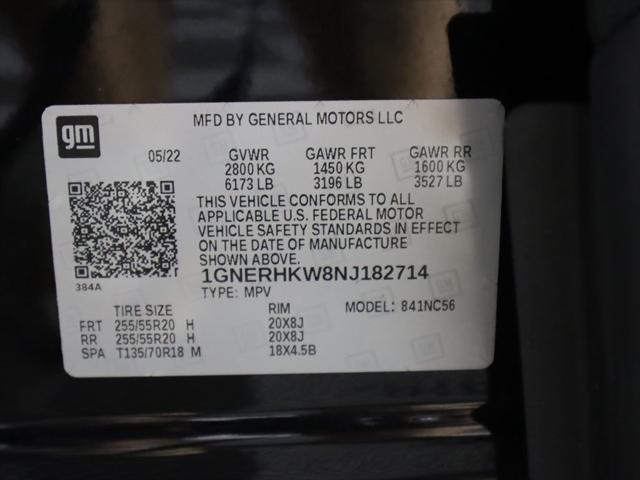 gm
MFD BY GENERAL MOTORS LLC
05/22 GVWR GAWR FRT GAWR RR
2800 KG 1450 KG 1600 KG
6173 LB 3196 LB 3527 LB
THIS VEHICLE CONFORMS TO ALL
APPLICABLE U.S. FEDERAL MOTOR
VEHICLE SAFETY STANDARDS IN EFFECT
ON THE DATE OF MANUFACTURE
SHOWN ABOVE.
384A
1GNERHKW8NJ182714
TYPE: MPV
TIRE SIZE RIM MODEL: 841NC56
FRT 255/55R20 H 20X8J
RR 255/55R20 H 20X8J
SPA T135/70R18 M 18X4.5B